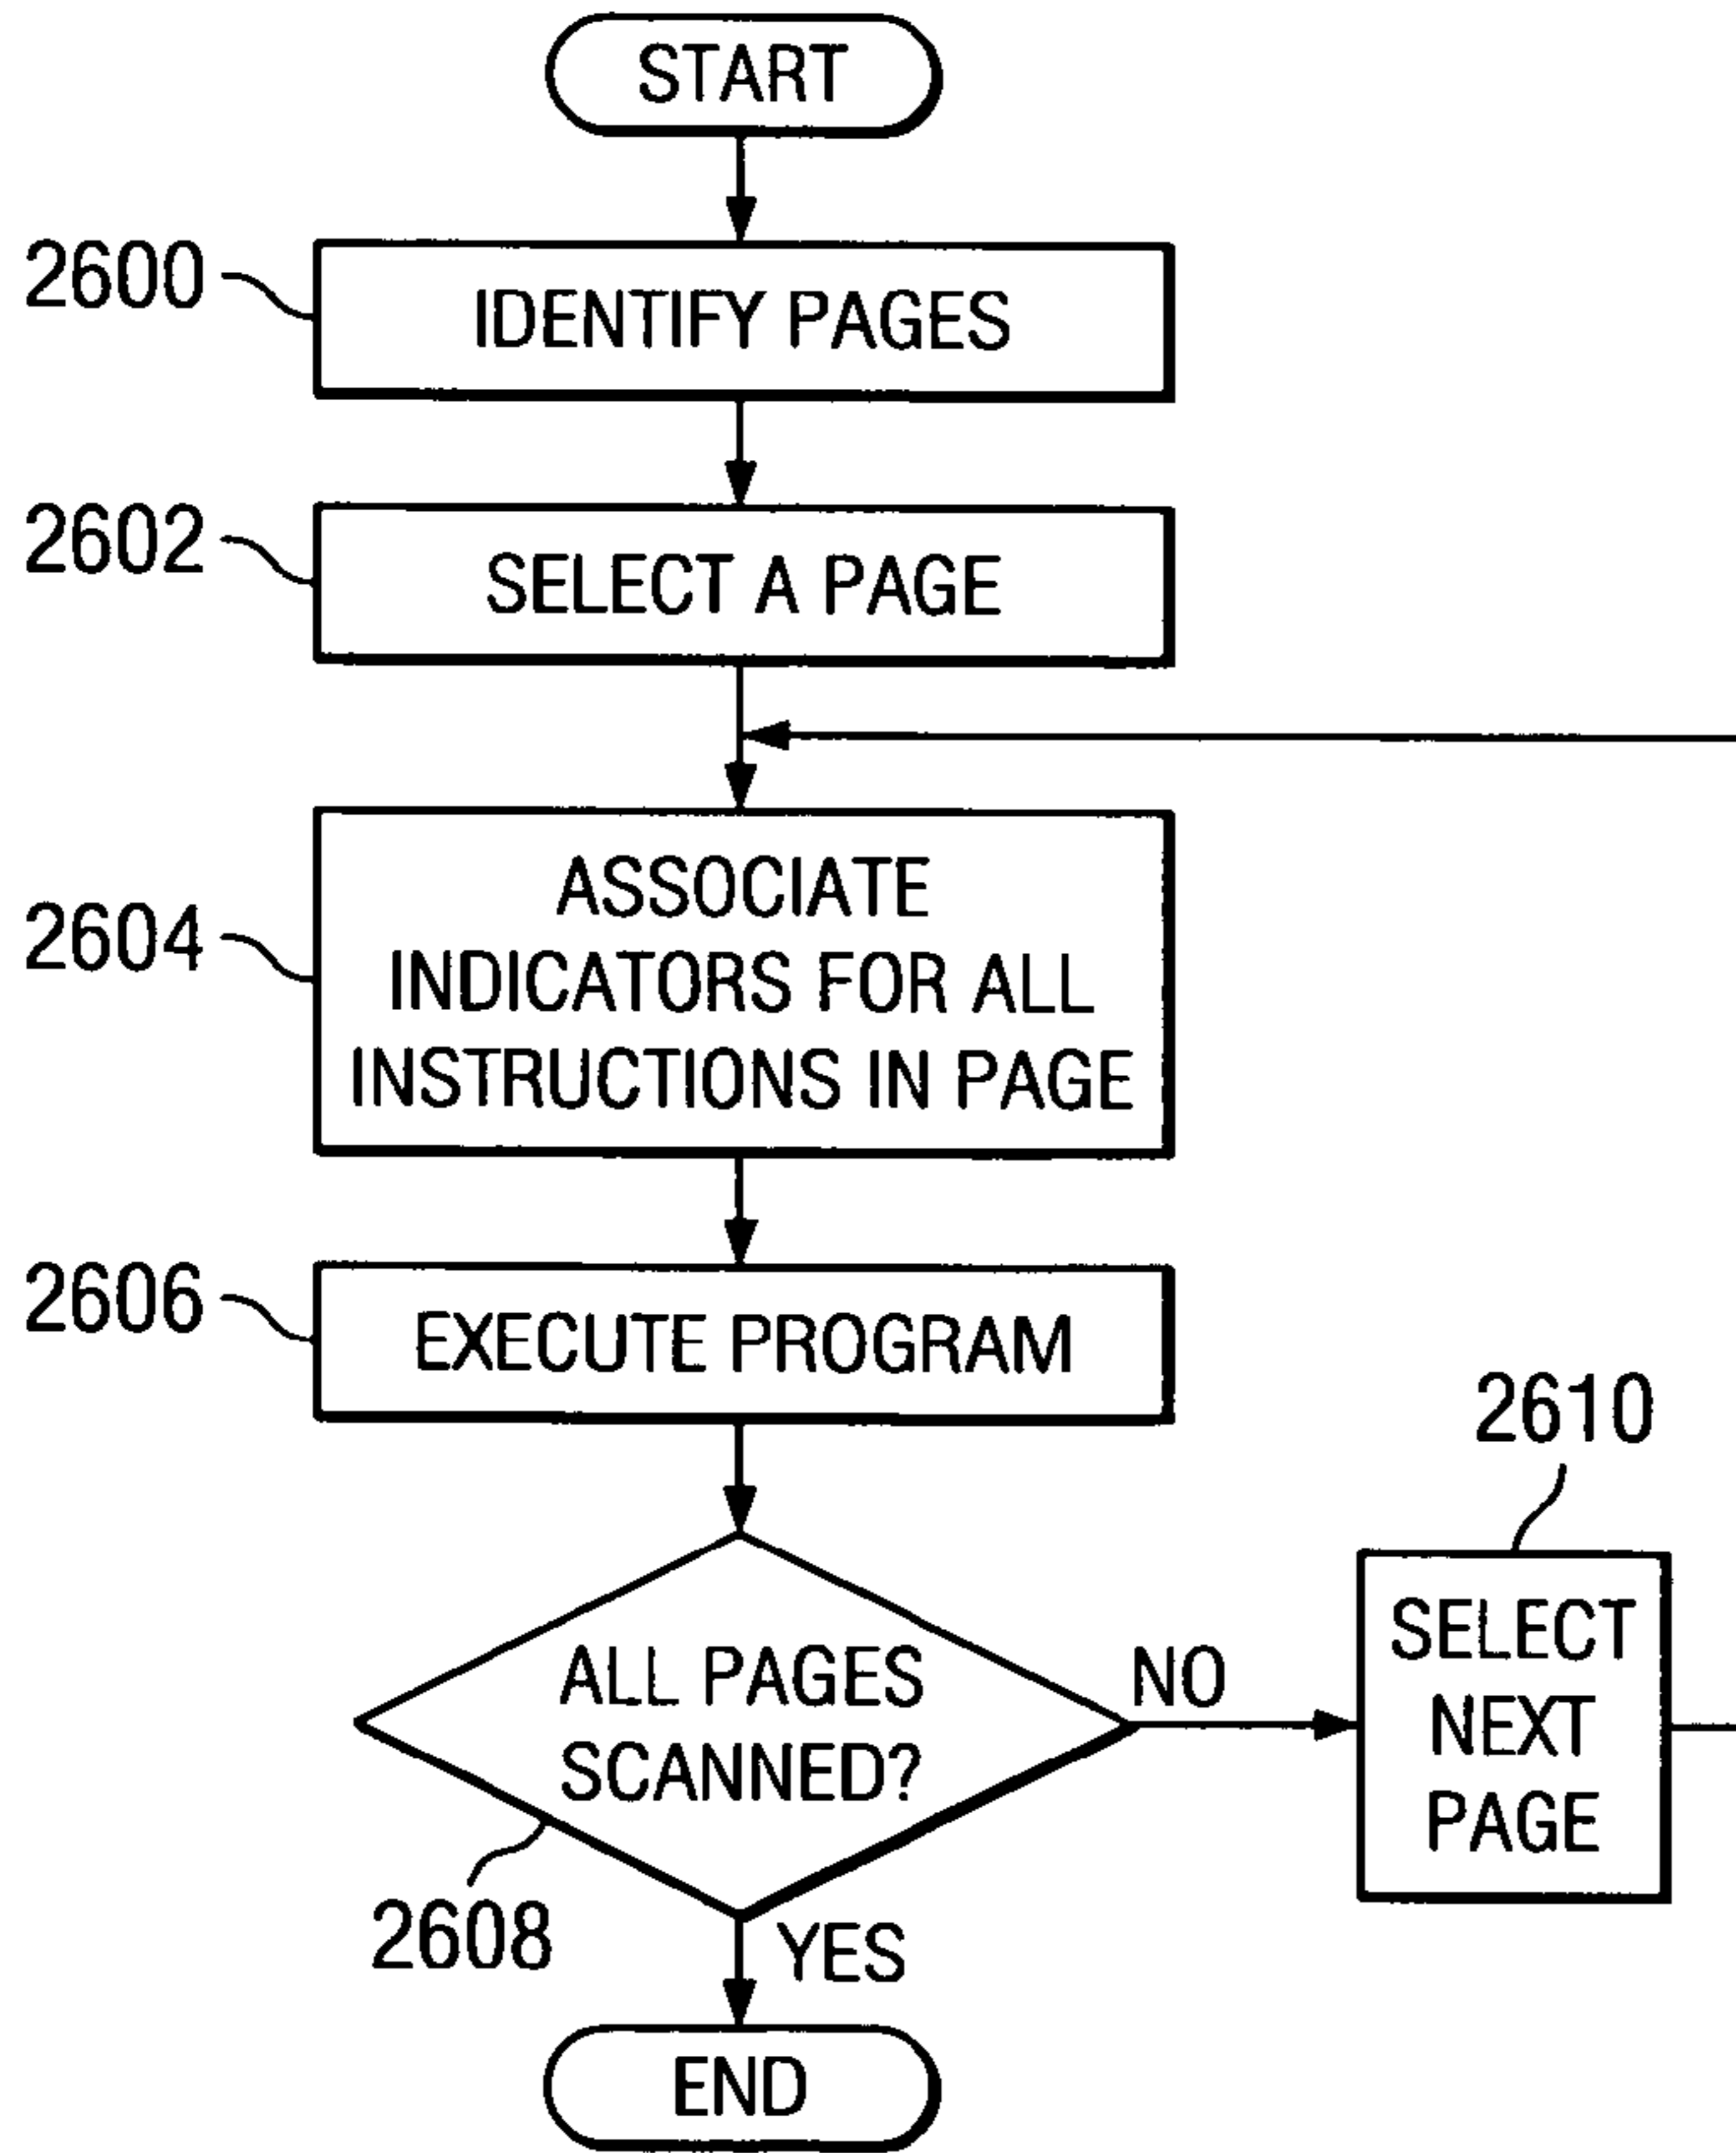 START
2600
IDENTIFY PAGES
2602
SELECT A PAGE
2604
ASSOCIATE
INDICATORS FOR ALL
INSTRUCTIONS IN PAGE
2606
EXECUTE PROGRAM
2610
ALL PAGES
SCANNED?
NO
SELECT
NEXT
PAGE
2608
YES
END